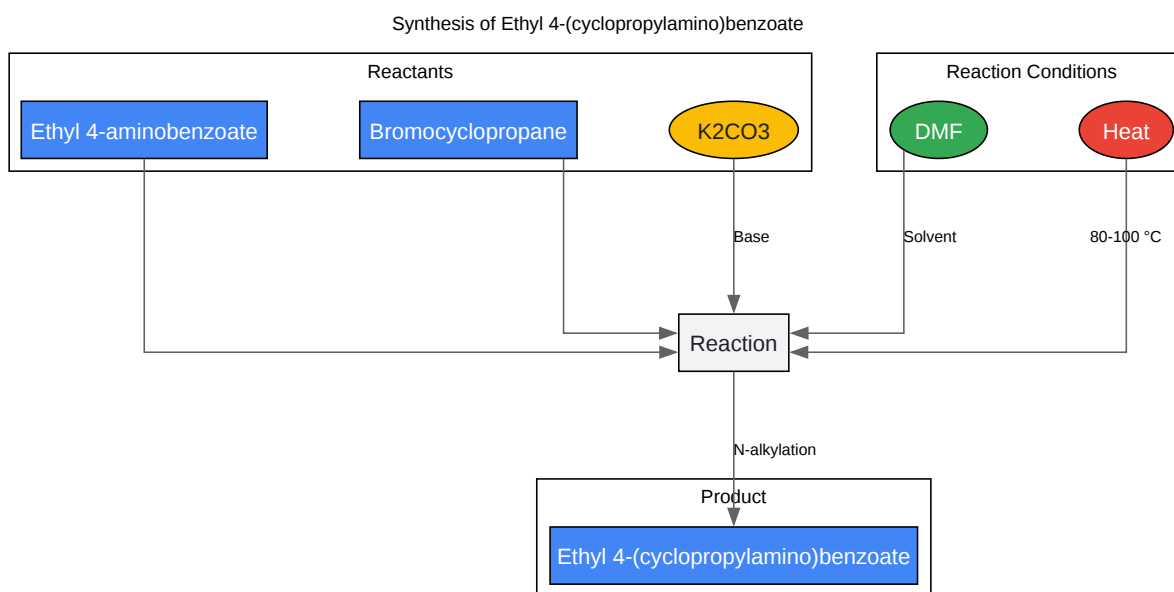 Synthesis of Ethyl 4-(cyclopropylamino)benzoate
Reactants
Reaction Conditions
Ethyl 4-aminobenzoate
Bromocyclopropane
K2CO3
DMF
Heat
Base
Solvent
80-100 °C
Reaction
N-alkylation
Product
Ethyl 4-(cyclopropylamino)benzoate